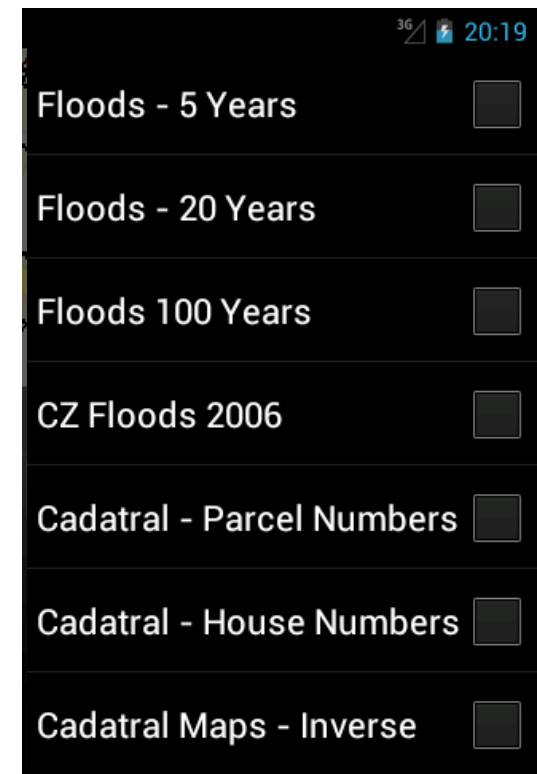 3G 20:19
Floods - 5 Years
Floods - 20 Years
Floods 100 Years
CZ Floods 2006
Cadatral - Parcel Numbers
Cadatral - House Numbers
Cadatral Maps - Inverse